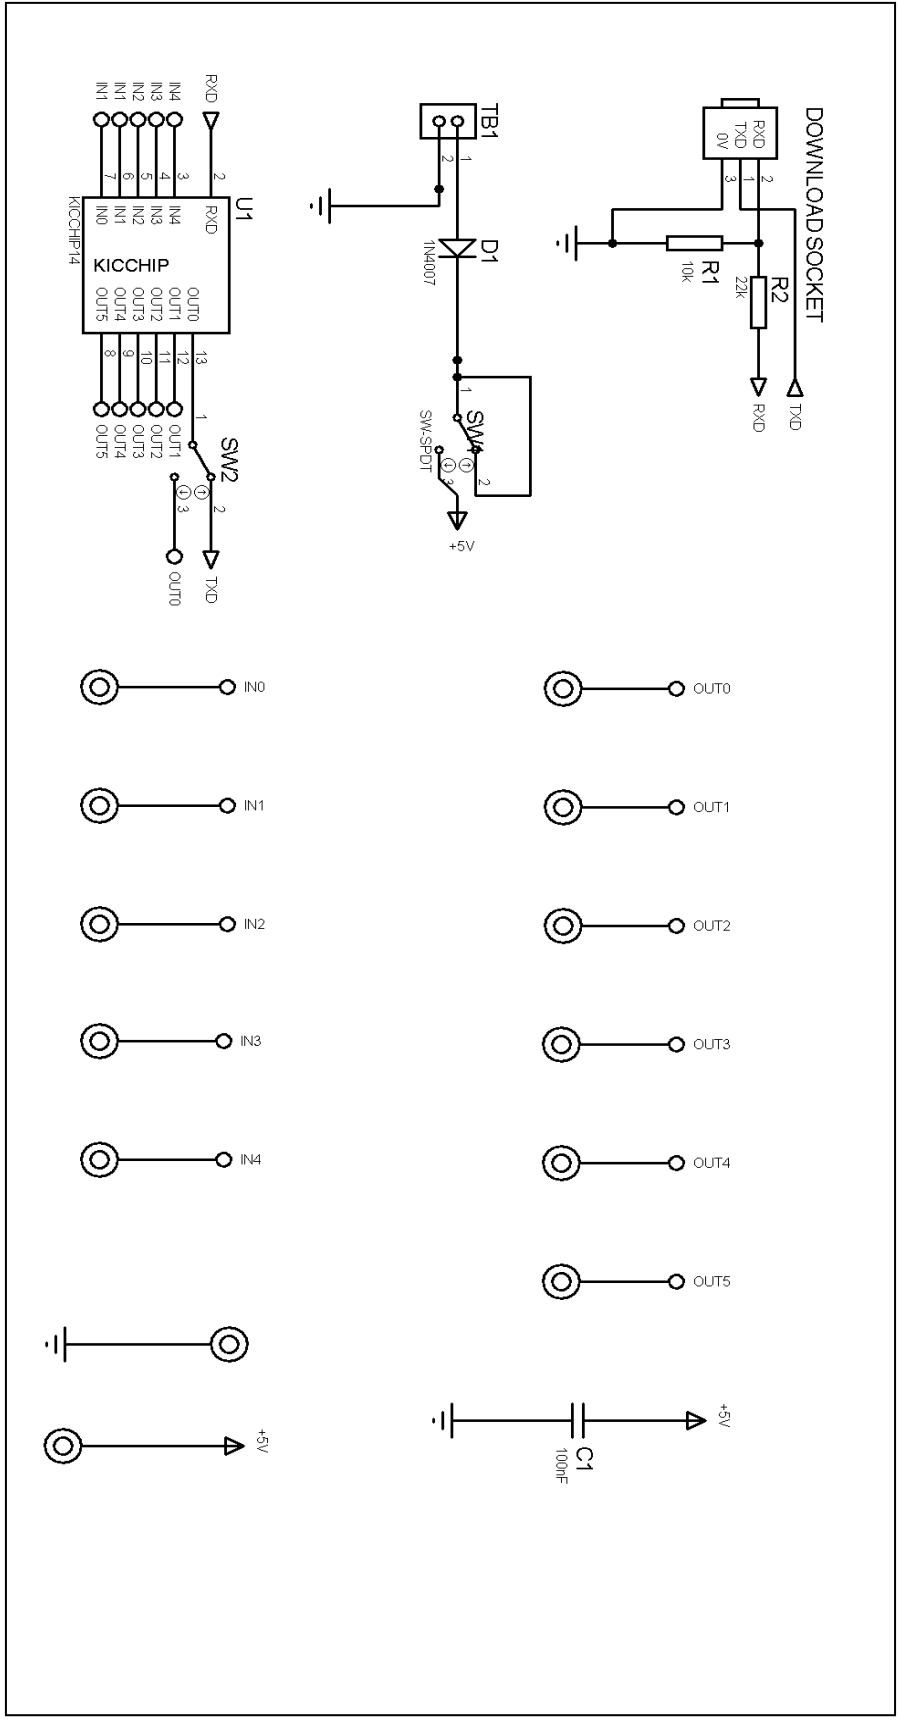 DOWNLOAD SOCKET
RXD
TXD
0V
2
1
3
R1
10k
R2
22k
TXD
RXD
TB1
1
2
D1
1N4007
1
SW1
SW-SPDT
↑
↓
2
3
+5V
RXD
IN4
IN3
IN2
IN1
IN1
2
3
4
5
6
7
U1
RXD
IN4
IN3
IN2
IN1
IN0
KICCHIP14
KICCHIP
OUT0
OUT1
OUT2
OUT3
OUT4
OUT5
13
12
11
10
9
8
OUT1
OUT2
OUT3
OUT4
OUT5
1
SW2
↑
↓
2
3
TXD
OUT0
IN0
OUT0
IN1
OUT1
IN2
OUT2
IN3
OUT3
IN4
OUT4
OUT5
+5V
C1
100nF
+5V